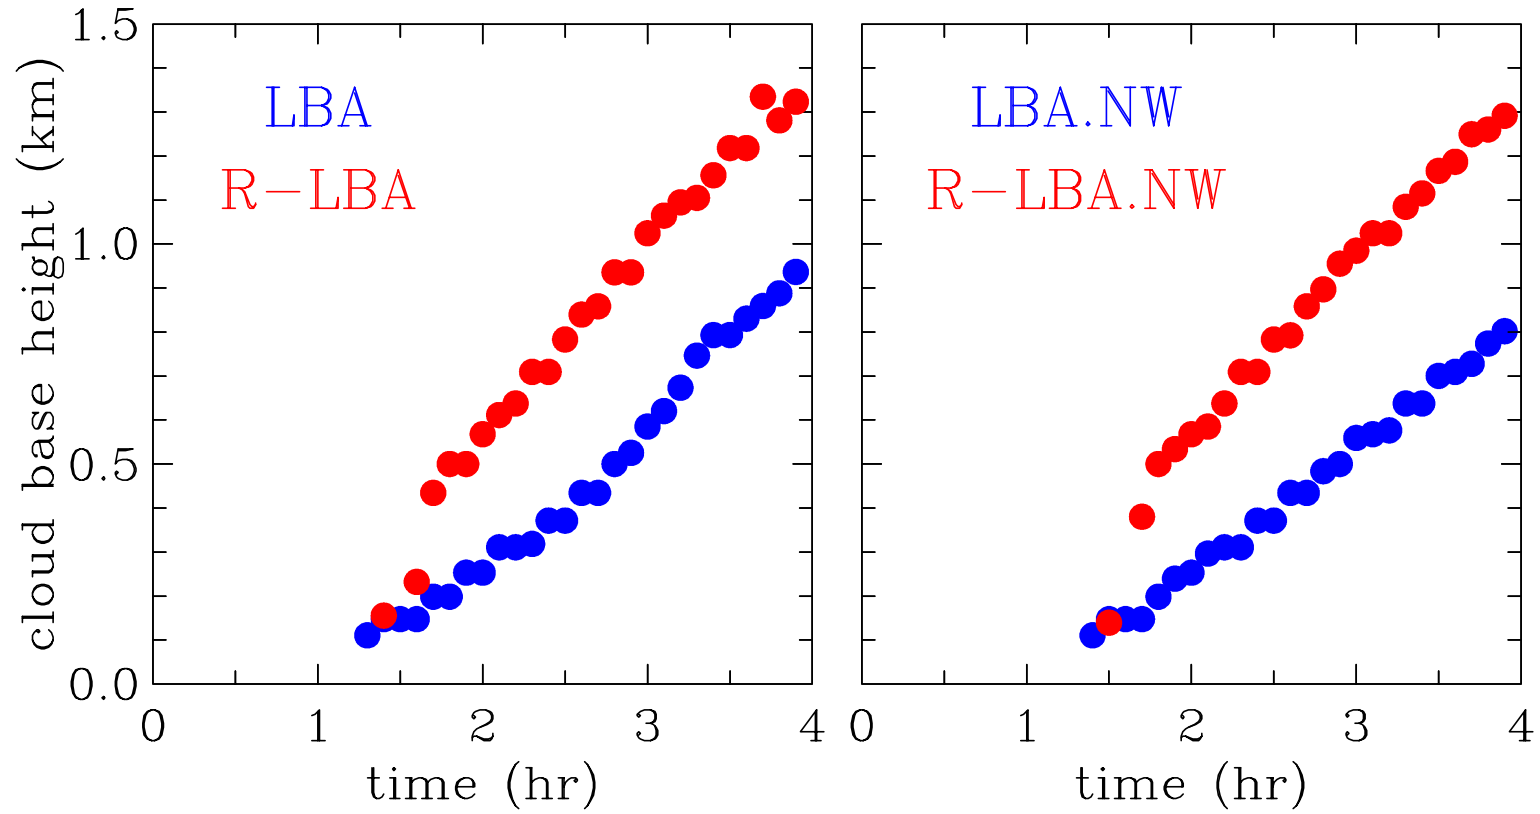 cloud base height (km)
1.5
1.0
0.5
0.0
LBA
R-LBA
0 1 2 3 4
time (hr)
LBA.NW
R-LBA.NW
0 1 2 3 4
time (hr)